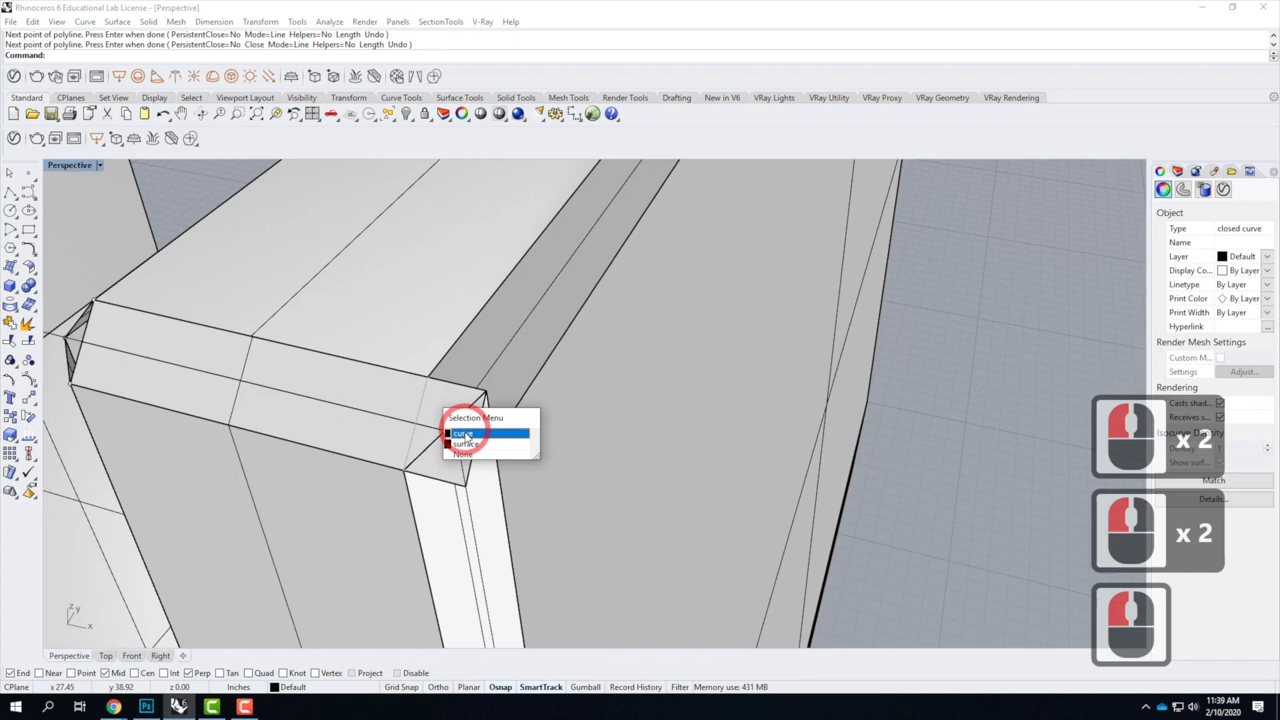 Rhinoceros 6 Educational Lab License - [Perspective]
File Edit View Curve Surface Solid Mesh Dimension Transform Tools Analyze Render Panels SectionTools V-Ray Help
Next point of polyline. Press Enter when done ( PersistentClose=No Mode=Line Helpers=No Length Undo )
Next point of polyline. Press Enter when done ( PersistentClose=No Close Mode=Line Helpers=No Length Undo )
Command:
Standard CPlanes Set View Display Select Viewport Layout Visibility Transform Curve Tools Surface Tools Solid Tools Mesh Tools Render Tools Drafting New in V6 VRay Lights VRay Utility VRay Proxy VRay Geometry VRay Rendering
Perspective
Object
Type closed curve
Name
Layer Default
Display Co... By Layer
Linetype By Layer
Print Color By Layer
Print Width By Layer
Hyperlink ...
Render Mesh Settings
Custom M...
Settings Adjust...
Rendering
Casts shad...
Receives s...
Isocurve Density
Density
Show surf...
Match
Details...
Selection Menu
curve
surface
None
x 2
x 2
z y
x
Perspective Top Front Right
End Near Point Mid Cen Int Perp Tan Quad Knot Vertex Project Disable
CPlane x 27.45 y 38.92 z 0.00 Inches Default Grid Snap Ortho Planar Osnap SmartTrack Gumball Record History Filter Memory use: 431 MB
Ps
11:39 AM
2/10/2020